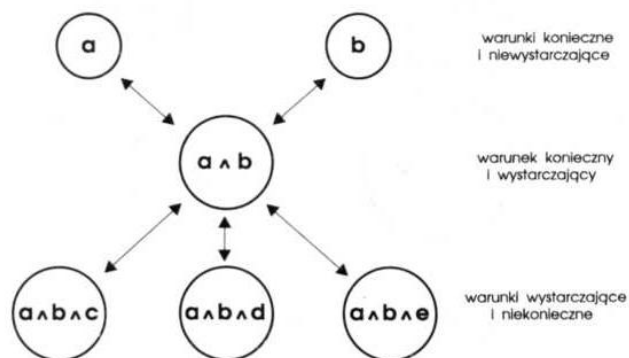 a
b
warunki konieczne
i niewystarczające
a ∧ b
warunek konieczny
i wystarczający
a∧b∧c
a∧b∧d
a∧b∧e
warunki wystarczające
i niekonieczne